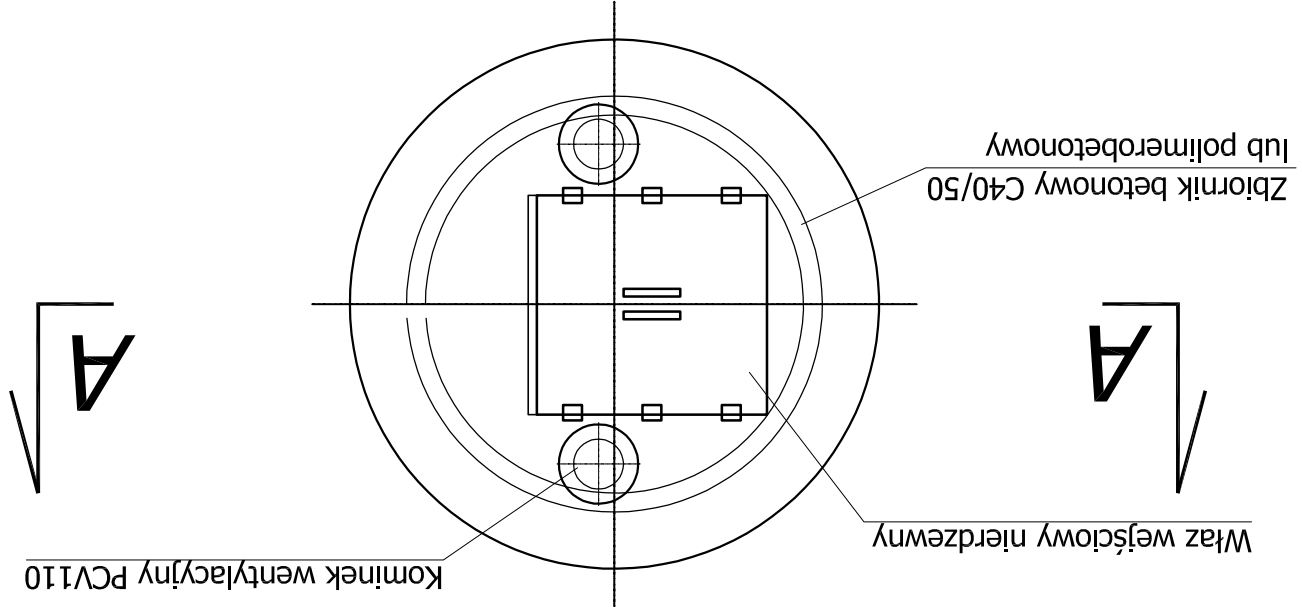 Kominek wentylacyjny PCV110
Właz wejściowy nierdzewny
A
A
Zbiornik betonowy C40/50
lub polimerobetonowy